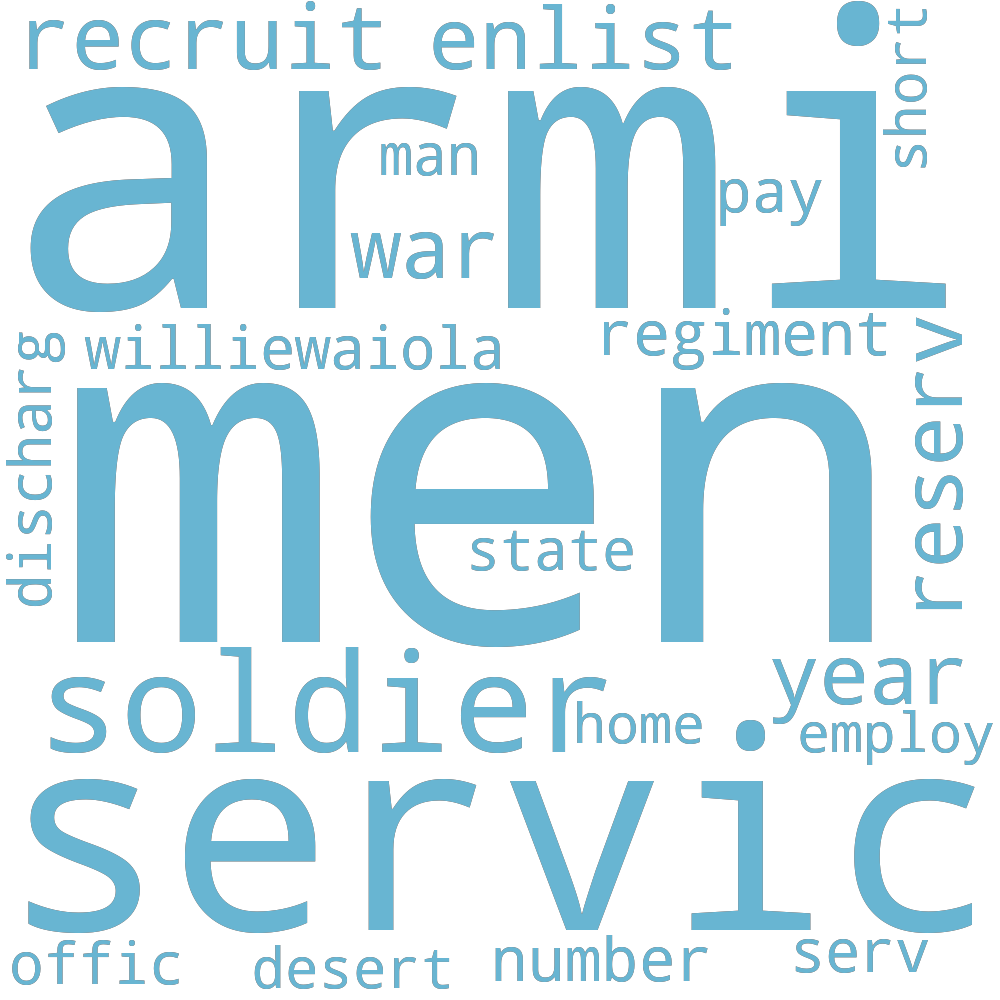 recruit enlist
short
armi
man
pay
war
williewaiola
regiment
discharg
reserv
men
state
soldier
year
home
employ
servic
offic
desert
number
serv